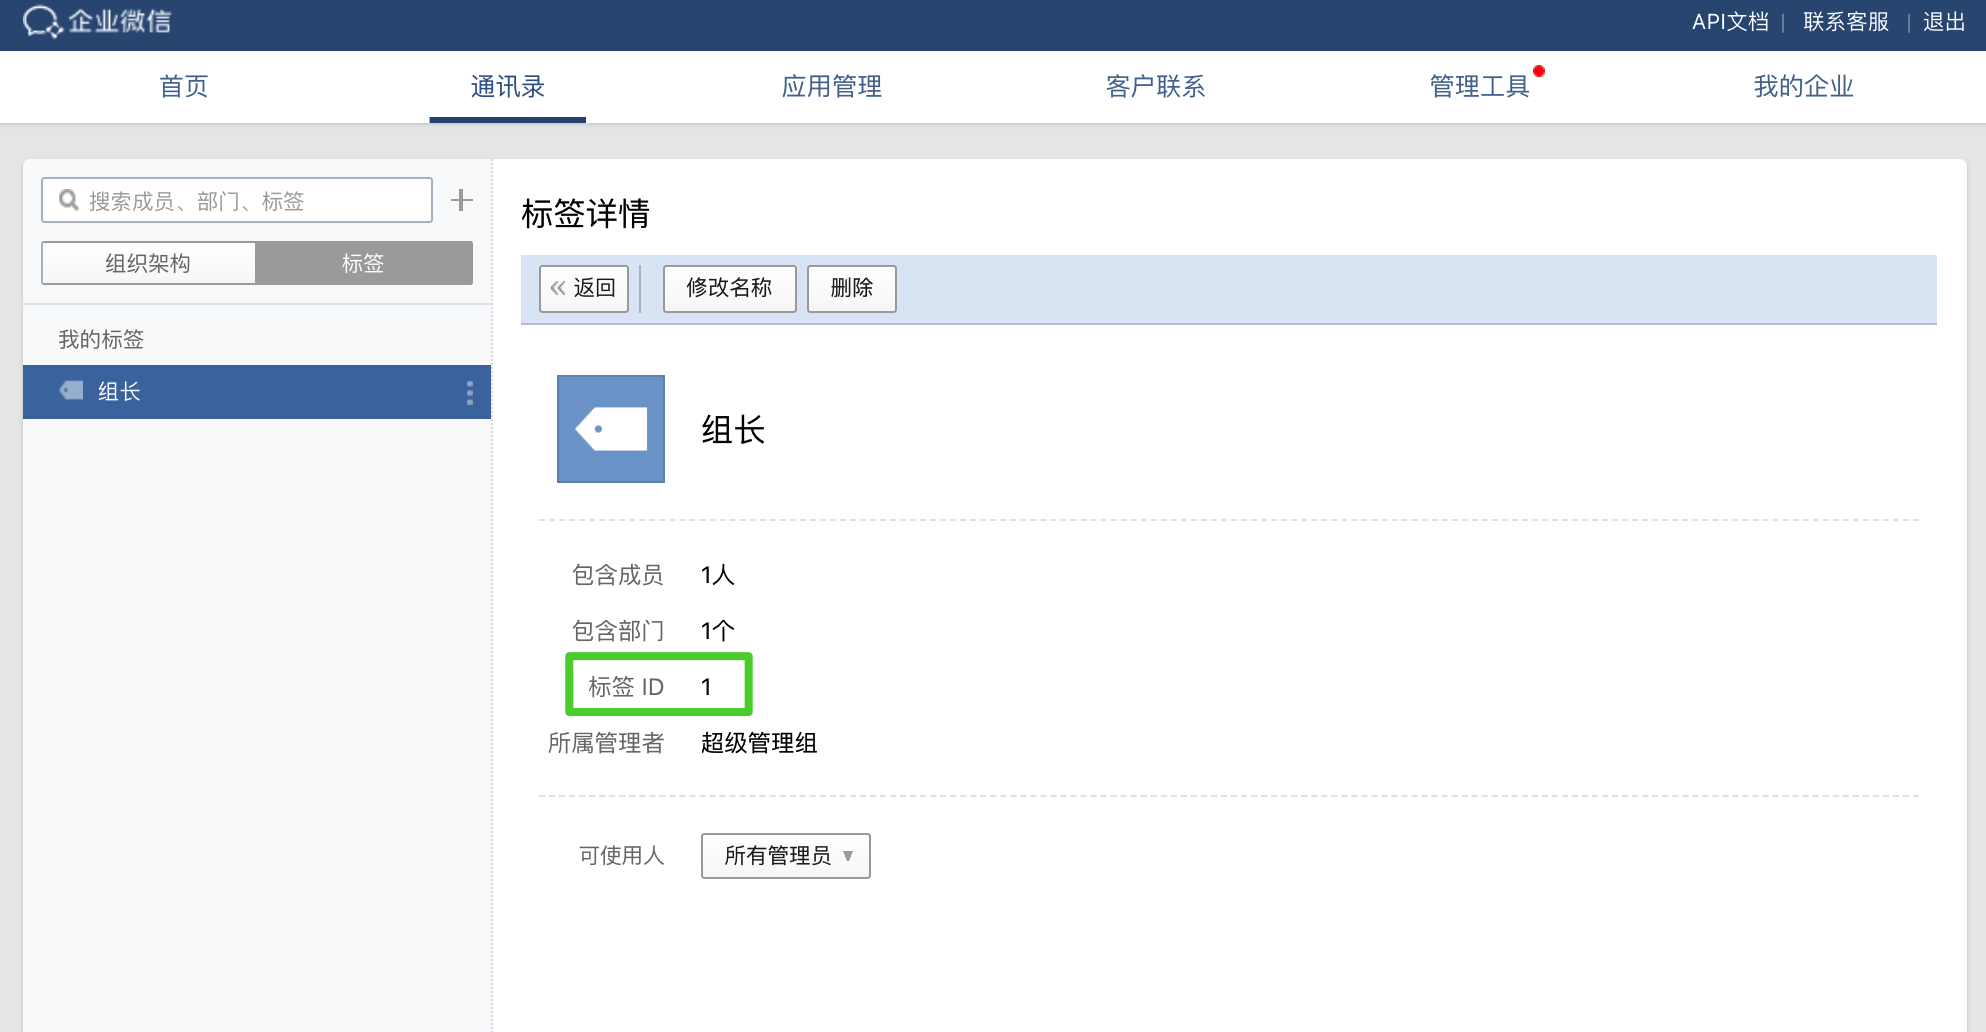 企业微信
API文档 | 联系客服 | 退出
首页 通讯录 应用管理 客户联系 管理工具 我的企业
搜索成员、部门、标签
组织架构 标签
我的标签
组长
标签详情
« 返回 修改名称 删除
组长
包含成员 1人
包含部门 1个
标签 ID 1
所属管理者 超级管理组
可使用人 所有管理员 ▼